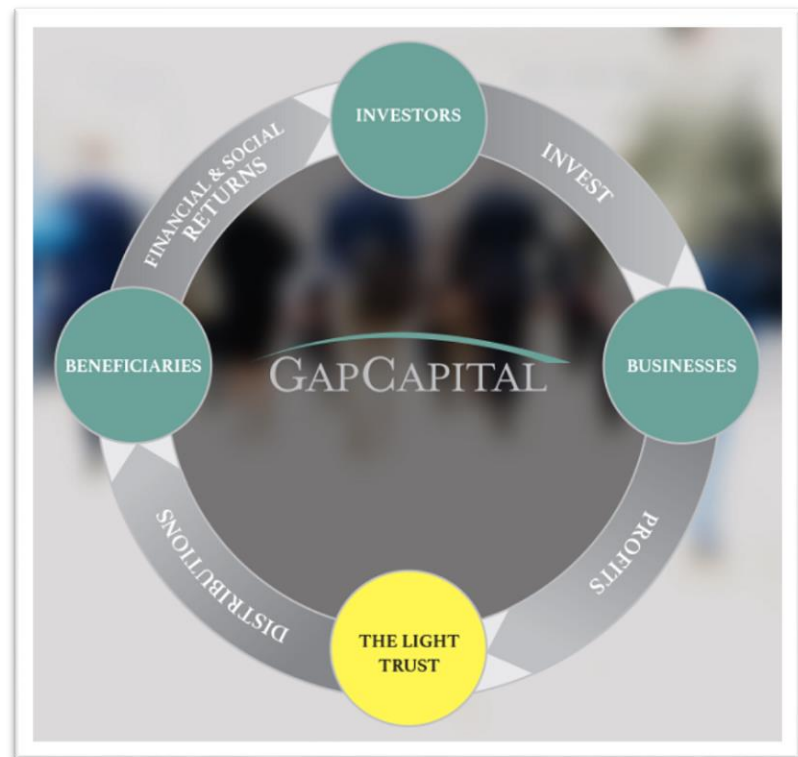 INVESTORS
INVEST
FINANCIAL & SOCIAL
RETURNS
BENEFICIARIES
GAPCAPITAL
BUSINESSES
DISTRIBUTIONS
PROFITS
THE LIGHT
TRUST